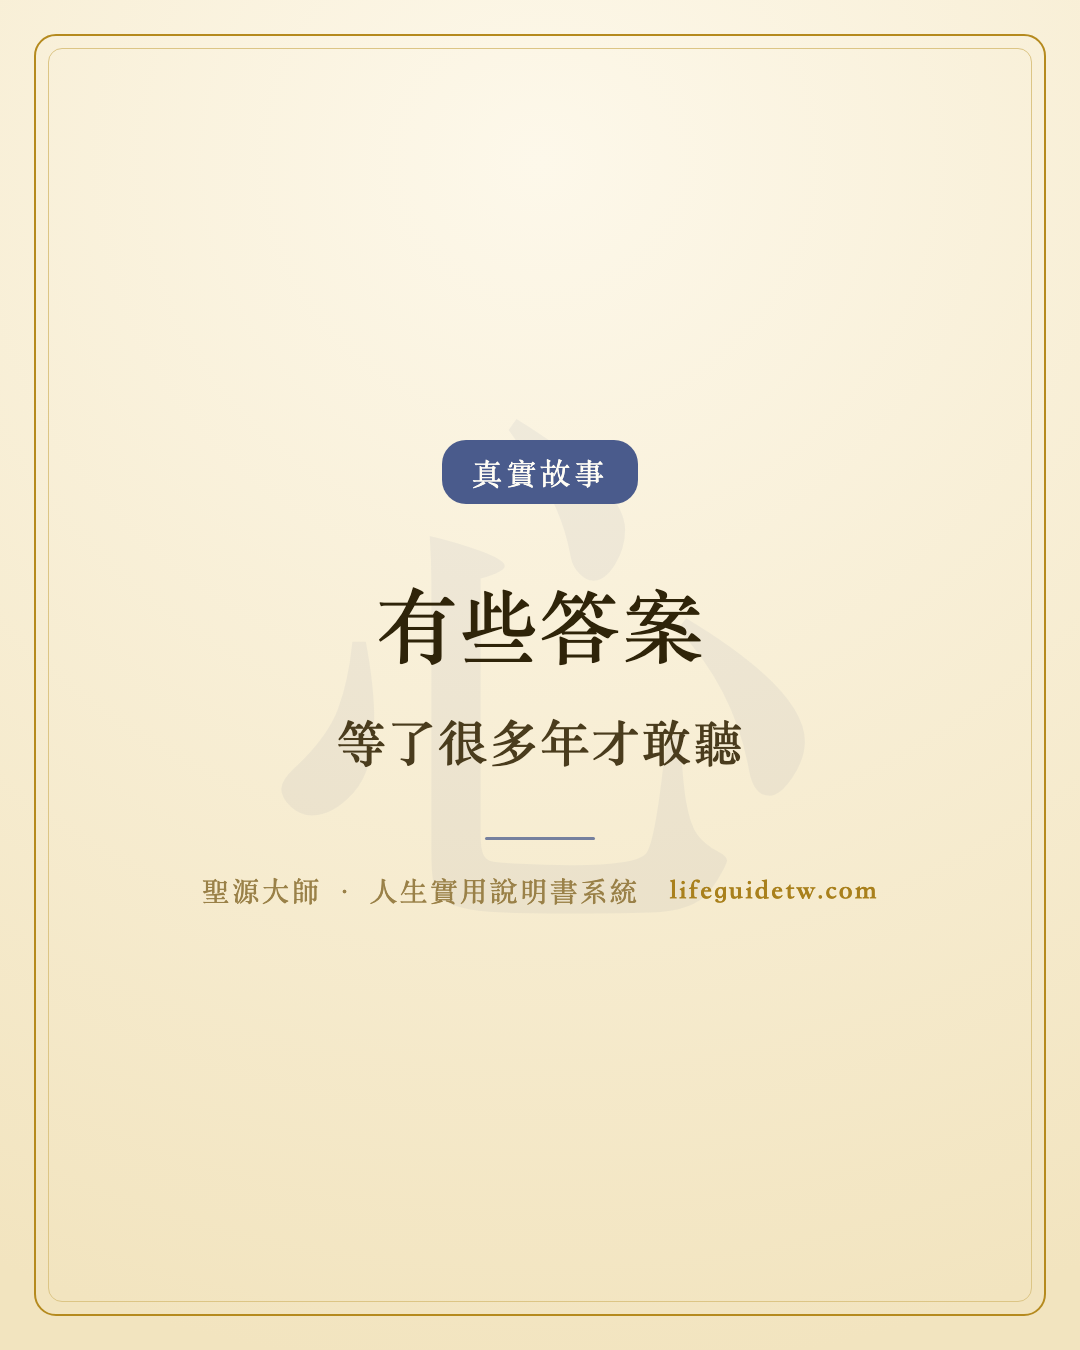 真實故事
有些答案
等了很多年才敢聽
聖源大師 · 人生實用說明書系統 lifeguidetw.com
心